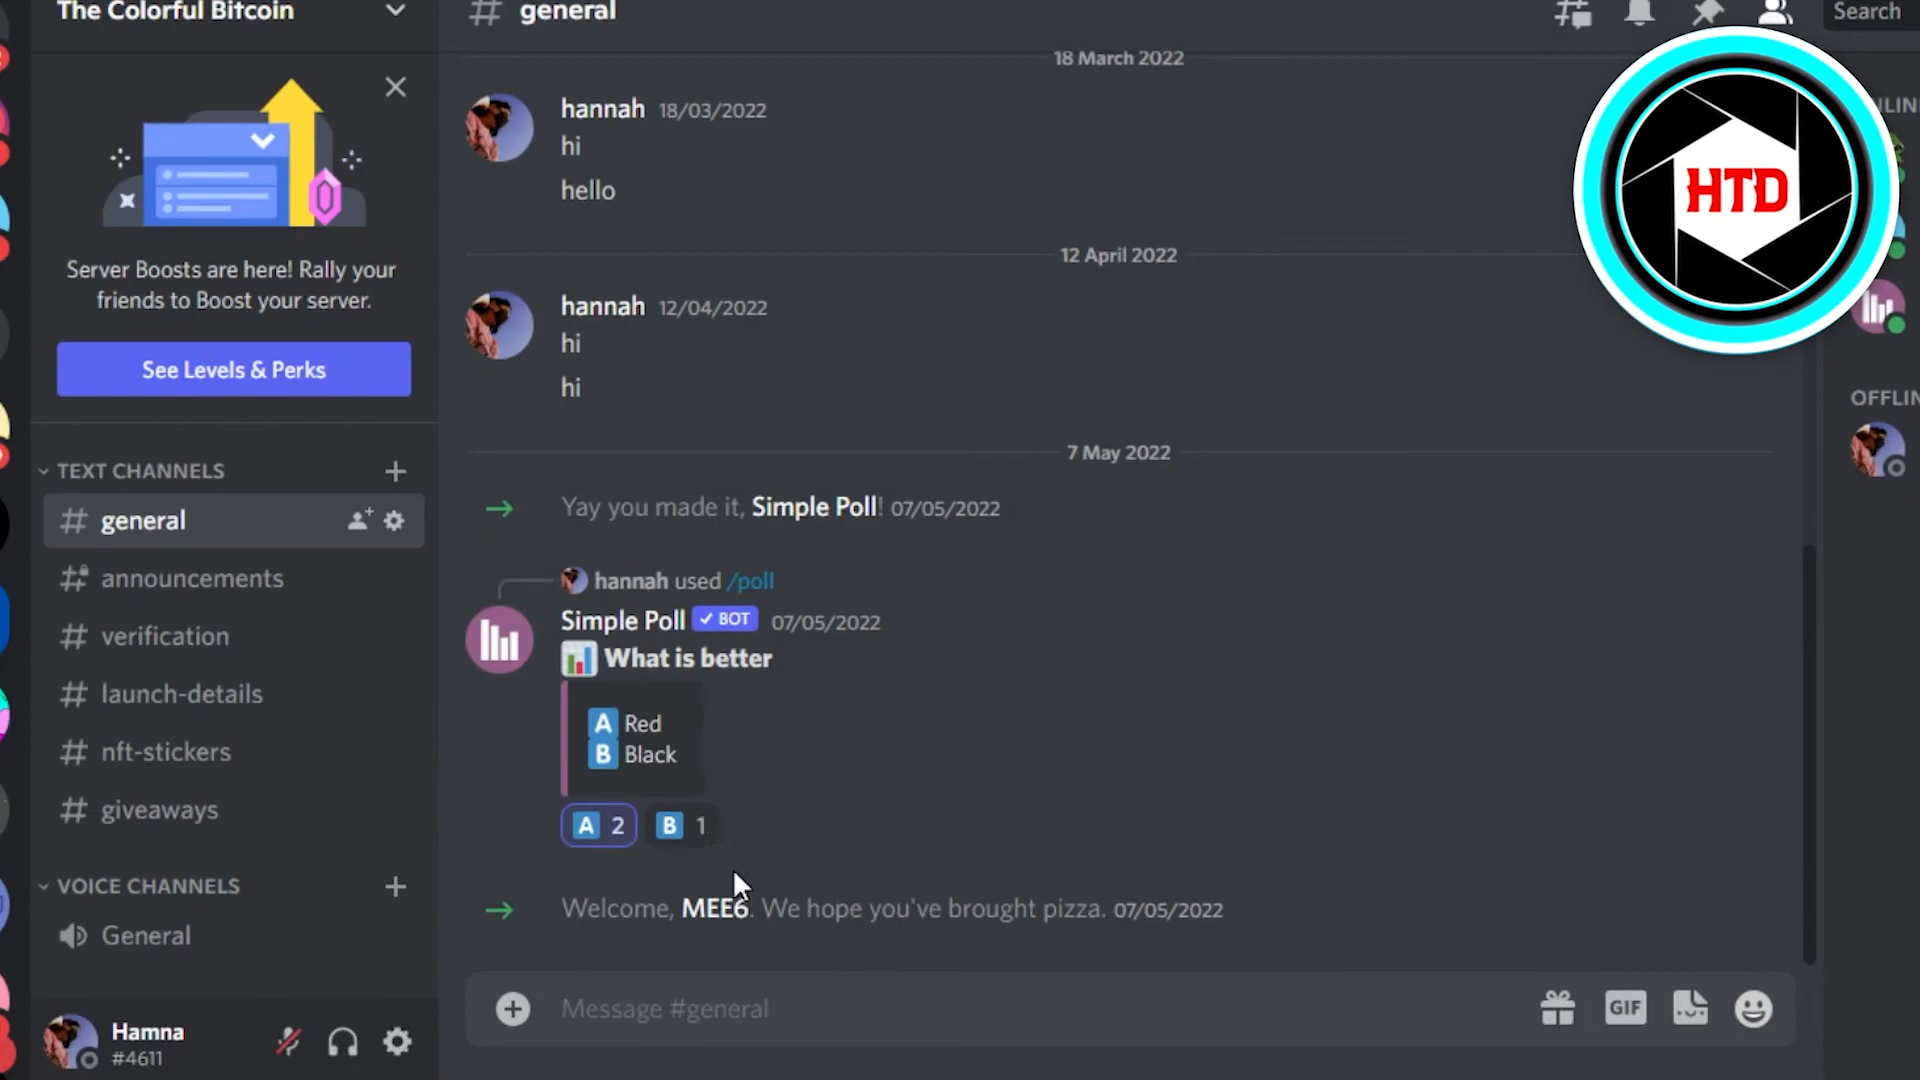 The Colorful Bitcoin
Server Boosts are here! Rally your
friends to Boost your server.
See Levels & Perks
TEXT CHANNELS
general
announcements
verification
launch-details
nft-stickers
giveaways
VOICE CHANNELS
General
Hamna
#4611
general
Search
18 March 2022
hannah 18/03/2022
hi
hello
12 April 2022
hannah 12/04/2022
hi
hi
7 May 2022
Yay you made it, Simple Poll! 07/05/2022
hannah used /poll
Simple Poll BOT 07/05/2022
What is better
A Red
B Black
A 2 B 1
Welcome, MEE6. We hope you've brought pizza. 07/05/2022
Message #general
GIF
HTD